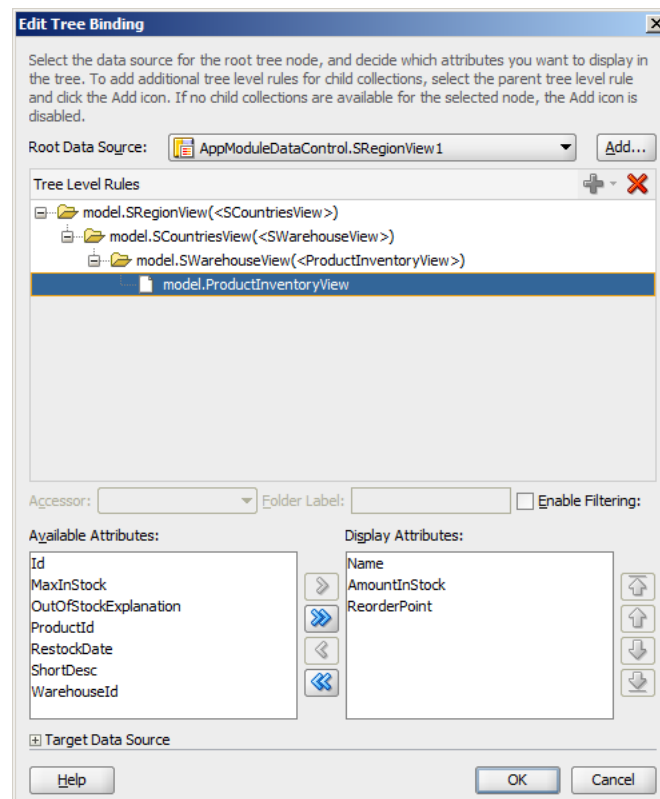 Edit Tree Binding
Select the data source for the root tree node, and decide which attributes you want to display in
the tree. To add additional tree level rules for child collections, select the parent tree level rule
and click the Add icon. If no child collections are available for the selected node, the Add icon is
disabled.
Root Data Source: AppModuleDataControl.SRegionView1 Add...
Tree Level Rules
model.SRegionView(<SCountriesView>)
model.SCountriesView(<SWarehouseView>)
model.SWarehouseView(<ProductInventoryView>)
model.ProductInventoryView
Accessor: Folder Label: Enable Filtering:
Available Attributes: Display Attributes:
Id Name
MaxInStock AmountInStock
OutOfStockExplanation ReorderPoint
ProductId
RestockDate
ShortDesc
WarehouseId
Target Data Source
Help OK Cancel